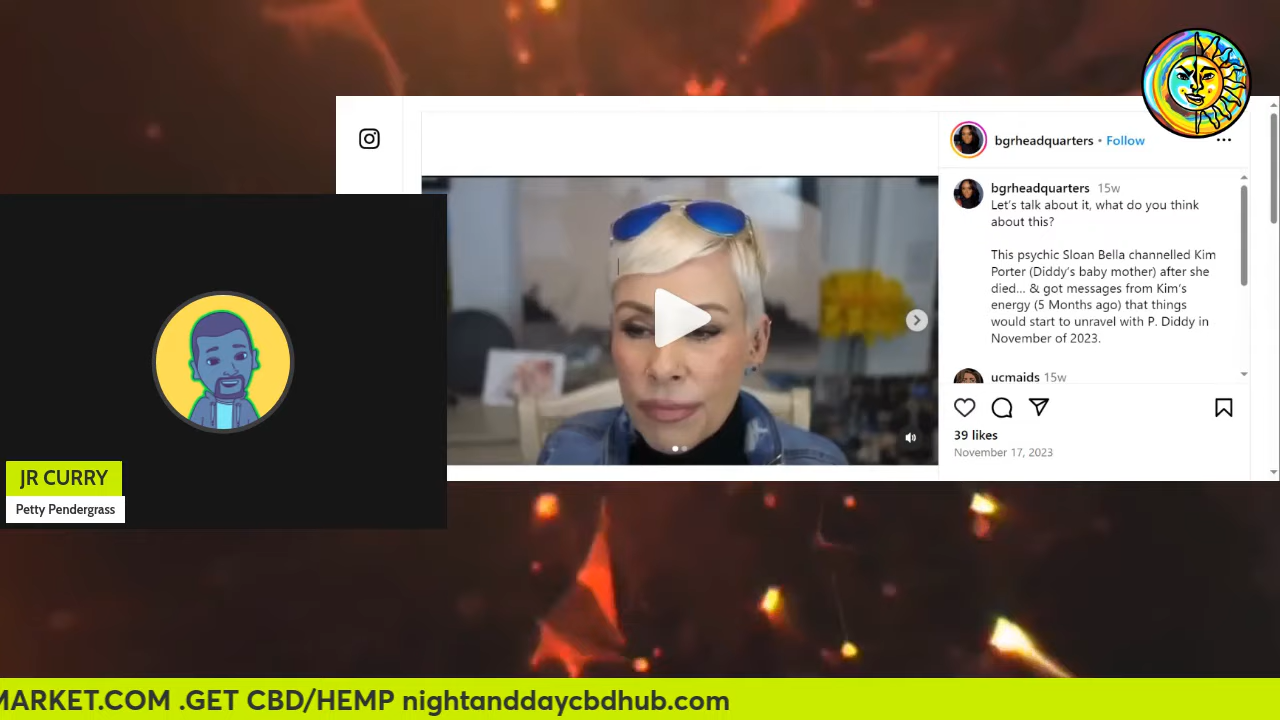 bgrheadquarters • Follow
bgrheadquarters 15w
Let's talk about it, what do you think
about this?
This psychic Sloan Bella channelled Kim
Porter (Diddy's baby mother) after she
died... & got messages from Kim's
energy (5 Months ago) that things
would start to unravel with P. Diddy in
November of 2023.
ucmaids 15w
39 likes
November 17, 2023
JR CURRY
Petty Pendergrass
MARKET.COM .GET CBD/HEMP nightanddaycbdhub.com